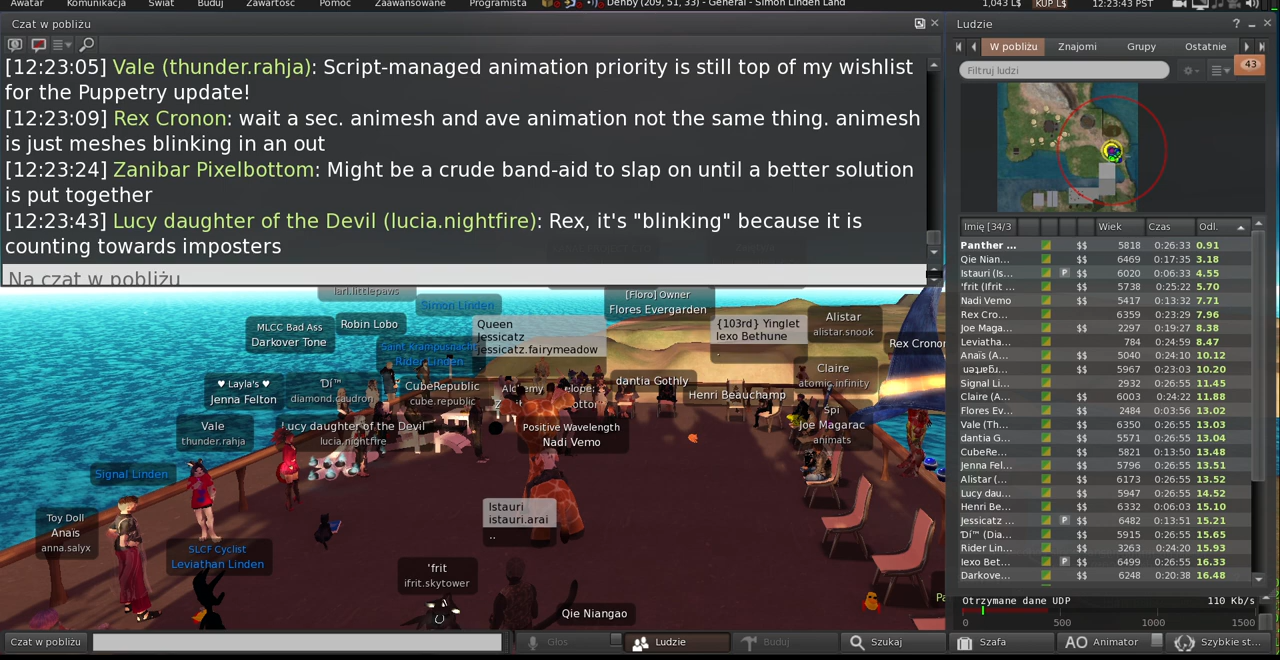 Awatar Komunikacja Świat Buduj Zawartość Pomoc Zaawansowane Programista Denby (209, 51, 33) - General - Simon Linden Land 1,043 L$ KUP L$ 12:23:43 PST
Czat w pobliżu
[12:23:05] Vale (thunder.rahja): Script-managed animation priority is still top of my wishlist
for the Puppetry update!
[12:23:09] Rex Cronon: wait a sec. animesh and ave animation not the same thing. animesh
is just meshes blinking in an out
[12:23:24] Zanibar Pixelbottom: Might be a crude band-aid to slap on until a better solution
is put together
[12:23:43] Lucy daughter of the Devil (lucia.nightfire): Rex, it's "blinking" because it is
counting towards imposters
Na czat w pobliżu
larl.littlepaws
Simon Linden
[Floro] Owner
Flores Evergarden
MLCC Bad Ass
Darkover Tone
Robin Lobo
Queen
Jessicatz
jessicatz.fairymeadow
{103rd} Yinglet
Iexo Bethune
.
Alistar
alistar.snook
Rex Cronon
Rider Linden
Claire
atomic.infinity
♥ Layla's ♥
Jenna Felton
Ɗí™
diamond.caudron
CubeRepublic
cube.republic
dantia Gothly
Henri Beauchamp
Joe Magarac
animats
Vale
thunder.rahja
Lucy daughter of the Devil
lucia.nightfire
Positive Wavelength
Nadi Vemo
Signal Linden
Istauri
istauri.arai
..
Toy Doll
Anaïs
anna.salyx
SLCF Cyclist
Leviathan Linden
'frit
ifrit.skytower
Qie Niangao
Czat w pobliżu
Głos
Ludzie
Buduj
Szukaj
Ludzie
? _ ×
W pobliżu Znajomi Grupy Ostatnie
Filtruj ludzi
43
Imię [34/3 Wiek Czas Odl.
Panther ... $$ 5818 0:26:33 0.91
Qie Nian... $$ 6469 0:17:35 3.18
Istauri (Is... P $$ 6020 0:06:33 4.55
'frit (Ifrit ... $$ 5738 0:25:22 5.70
Nadi Vemo $$ 5417 0:13:32 7.71
Rex Cro... 6359 0:23:29 7.96
Joe Maga... $$ 2297 0:19:27 8.38
Leviatha... 784 0:24:59 8.47
Anaïs (A... $$ 5040 0:24:10 10.12
$$ 5967 0:23:03 10.20
Signal Li... 2932 0:26:55 11.45
Claire (A... $$ 6003 0:24:22 11.88
Flores Ev... $$ 2484 0:03:56 13.02
Vale (Th... $$ 6350 0:26:55 13.03
dantia G... $$ 5571 0:26:55 13.04
CubeRe... $$ 5821 0:13:50 13.48
Jenna Fel... $$ 5796 0:26:55 13.51
Alistar (... $$ 6173 0:26:55 13.52
Lucy dau... $$ 5947 0:26:55 14.52
Henri Be... $$ 6332 0:06:03 15.10
Jessicatz ... P $$ 6482 0:13:51 15.21
Ɗí™ (Dia... $$ 5915 0:26:55 15.65
Rider Lin... $$ 3263 0:24:20 15.93
Iexo Bet... P $$ 6499 0:26:55 16.33
Darkove... $$ 6248 0:20:38 16.48
Otrzymane dane UDP 110 Kb/s
0 500 1000 1500
Szafa
AO Animator
Szybkie st...